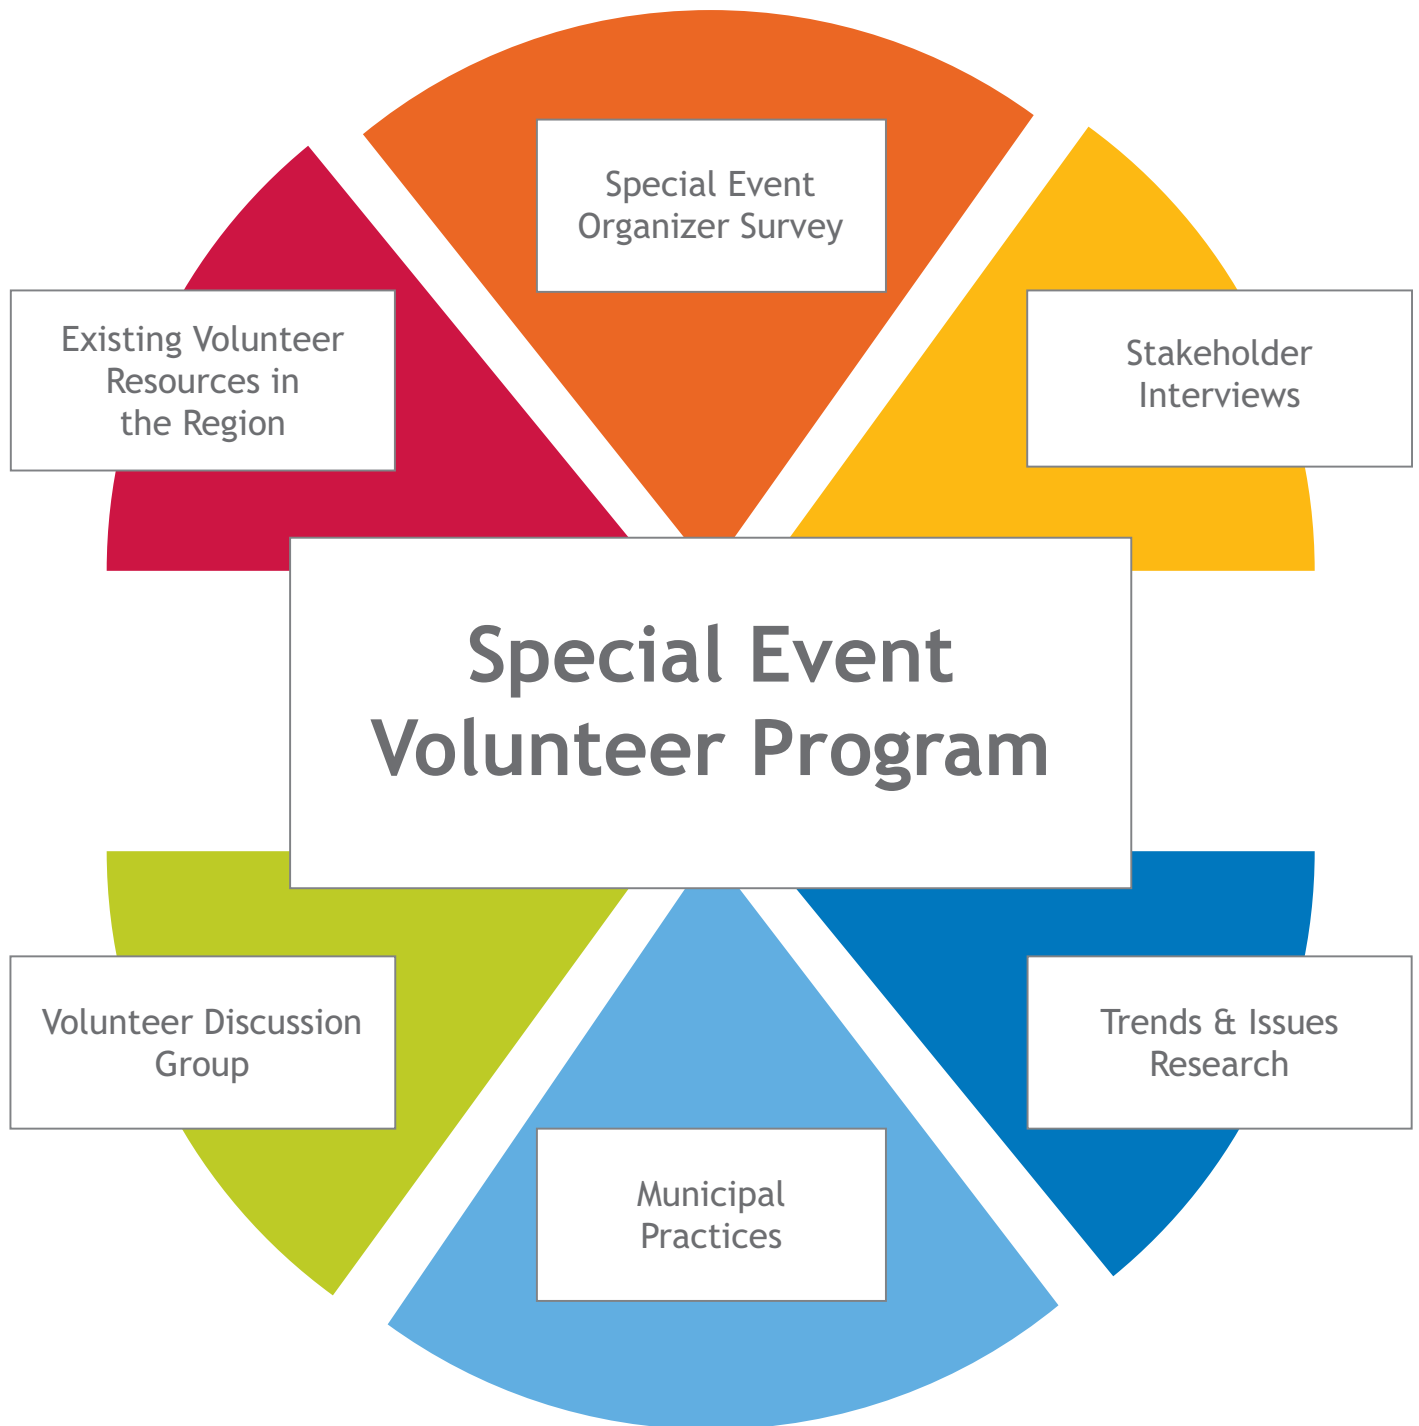 Special Event
Organizer Survey
Existing Volunteer
Resources in
the Region
Stakeholder
Interviews
Special Event
Volunteer Program
Volunteer Discussion
Group
Trends & Issues
Research
Municipal
Practices